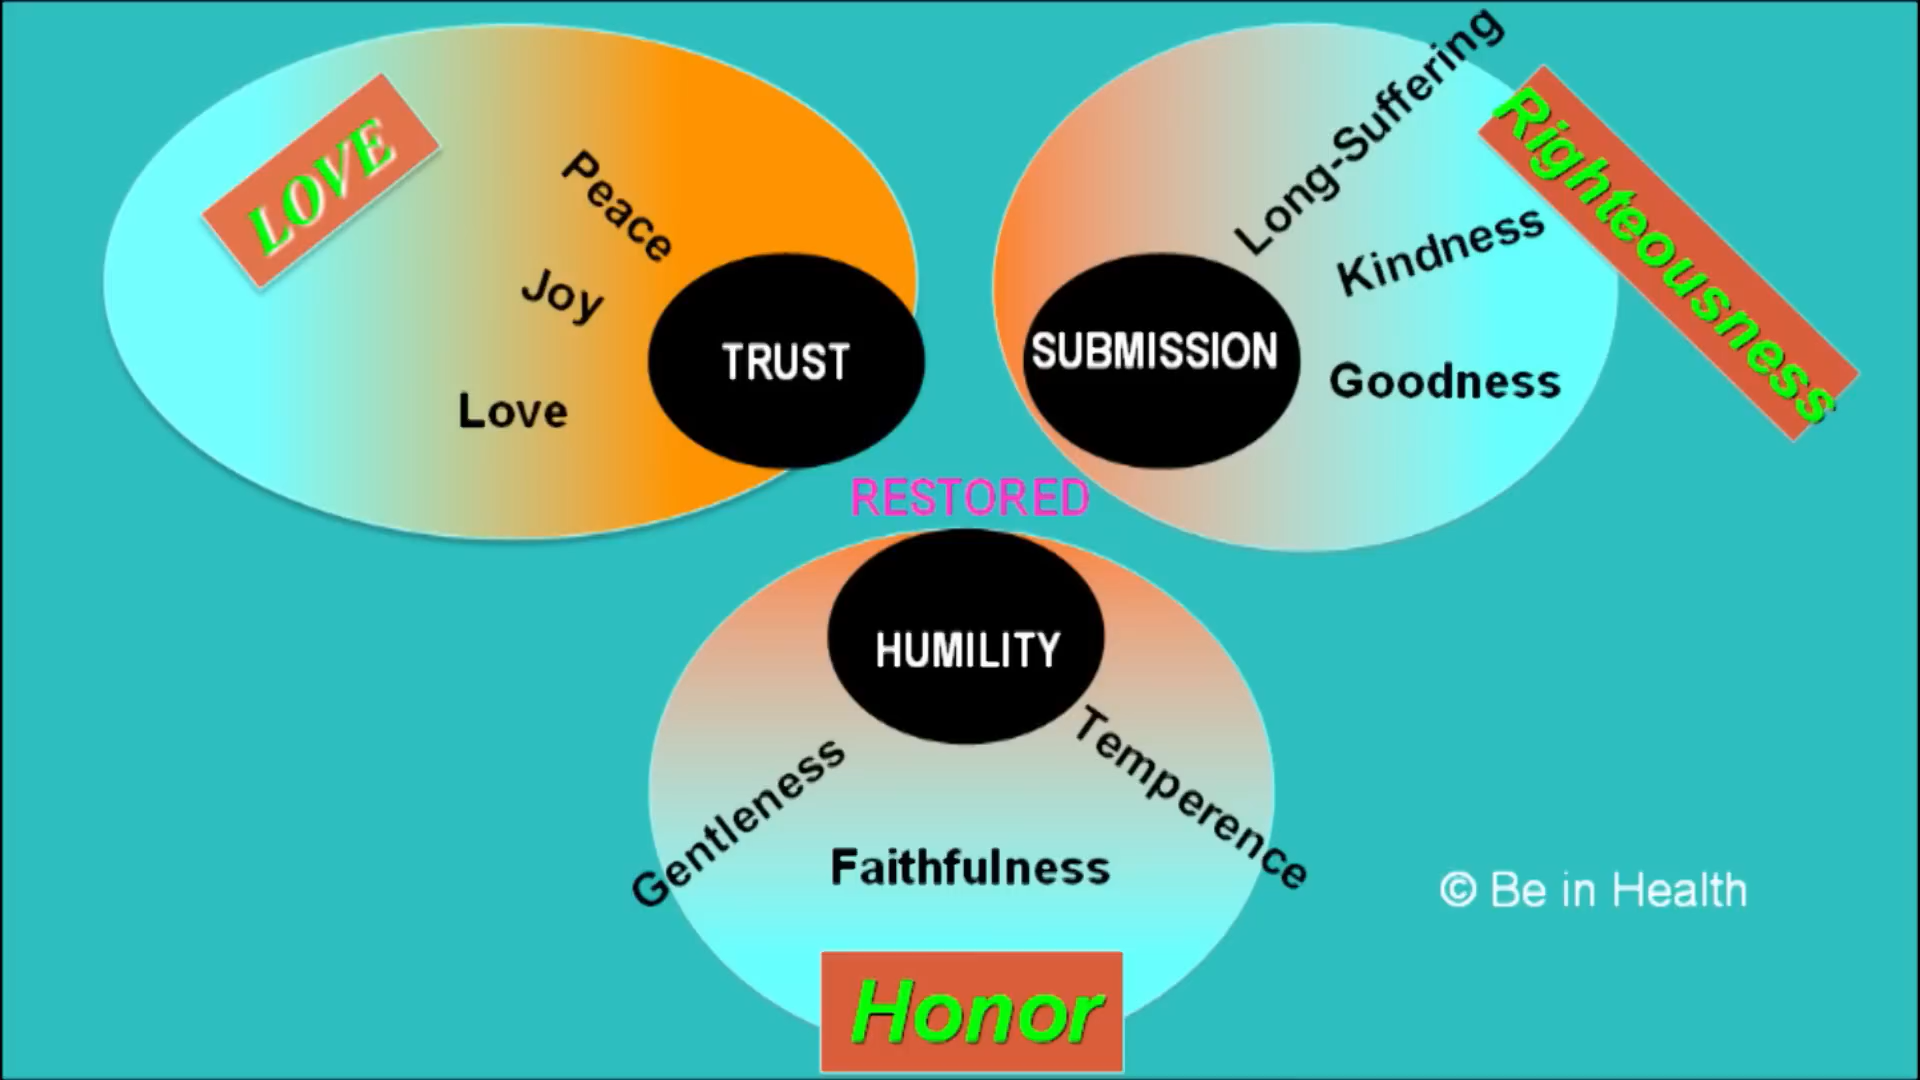 LOVE
Peace
Joy
Love
TRUST
Long-Suffering
Righteousness
Kindness
SUBMISSION
Goodness
RESTORED
HUMILITY
Gentleness
Temperence
Faithfulness
Honor
© Be in Health